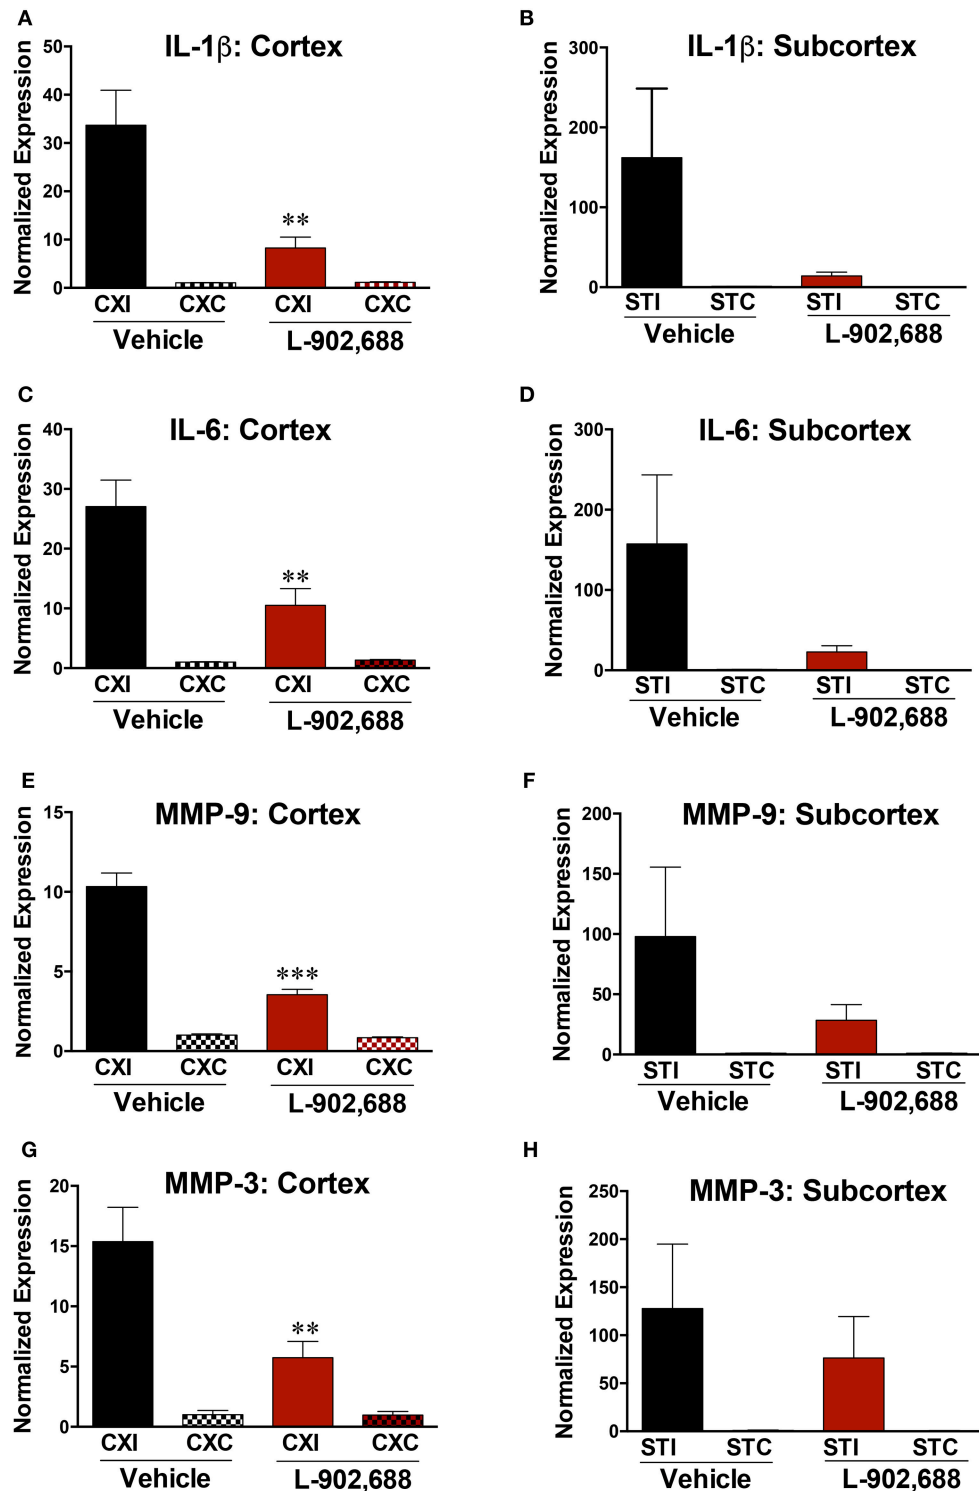 A
IL-1β: Cortex
Normalized Expression
50
40
30
20
10
0
**
CXI CXC CXI CXC
Vehicle L-902,688
B
IL-1β: Subcortex
Normalized Expression
300
200
100
0
STI STC STI STC
Vehicle L-902,688
C
IL-6: Cortex
Normalized Expression
40
30
20
10
0
**
CXI CXC CXI CXC
Vehicle L-902,688
D
IL-6: Subcortex
Normalized Expression
300
200
100
0
STI STC STI STC
Vehicle L-902,688
E
MMP-9: Cortex
Normalized Expression
15
10
5
0
***
CXI CXC CXI CXC
Vehicle L-902,688
F
MMP-9: Subcortex
Normalized Expression
200
150
100
50
0
STI STC STI STC
Vehicle L-902,688
G
MMP-3: Cortex
Normalized Expression
20
15
10
5
0
**
CXI CXC CXI CXC
Vehicle L-902,688
H
MMP-3: Subcortex
Normalized Expression
250
200
150
100
50
0
STI STC STI STC
Vehicle L-902,688